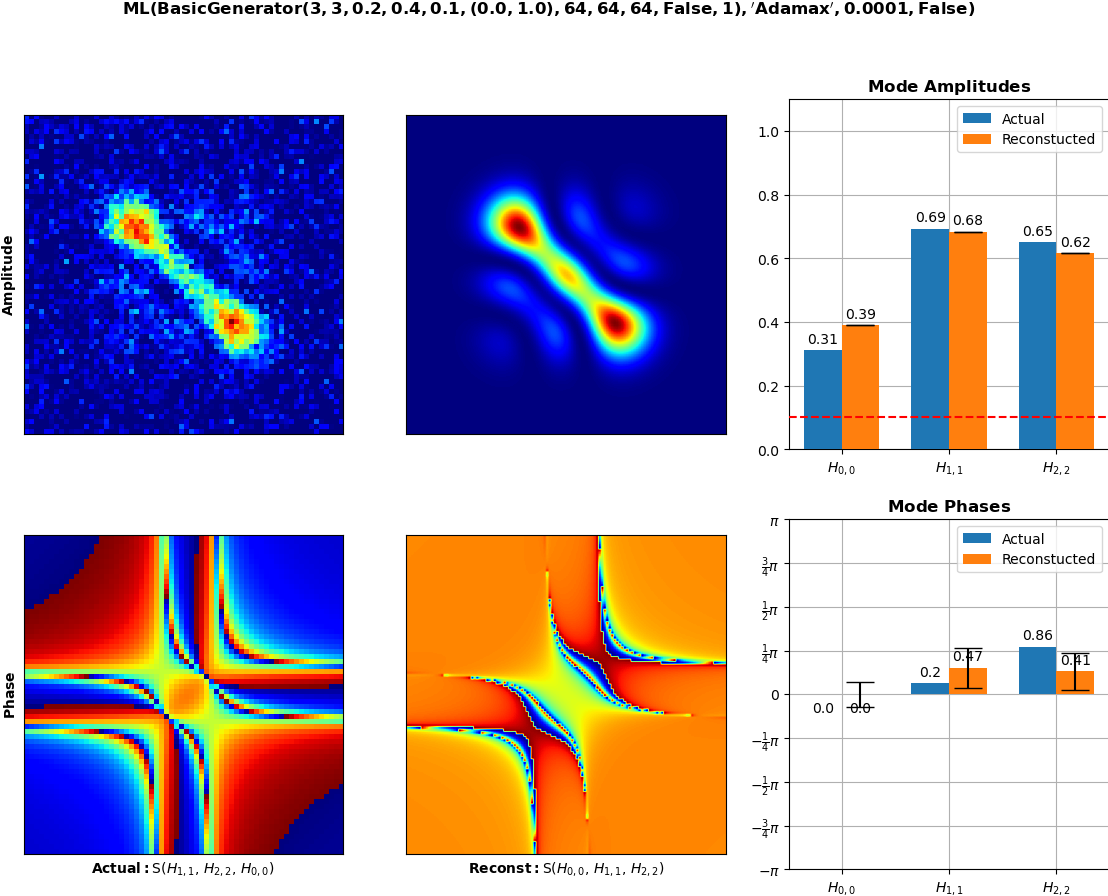 ML(BasicGenerator(3, 3, 0.2, 0.4, 0.1, (0.0, 1.0), 64, 64, 64, False, 1), ′Adamax′, 0.0001, False)
Amplitude
Mode Amplitudes
Actual
Reconstucted
1.0
0.8
0.6
0.4
0.2
0.0
0.31
0.39
0.69
0.68
0.65
0.62
H0,0
H1,1
H2,2
Phase
Actual: S(H1,1, H2,2, H0,0)
Reconst: S(H0,0, H1,1, H2,2)
Mode Phases
Actual
Reconstucted
π
3/4π
1/2π
1/4π
0
−1/4π
−1/2π
−3/4π
−π
0.0
0.0
0.2
0.47
0.86
0.41
H0,0
H1,1
H2,2